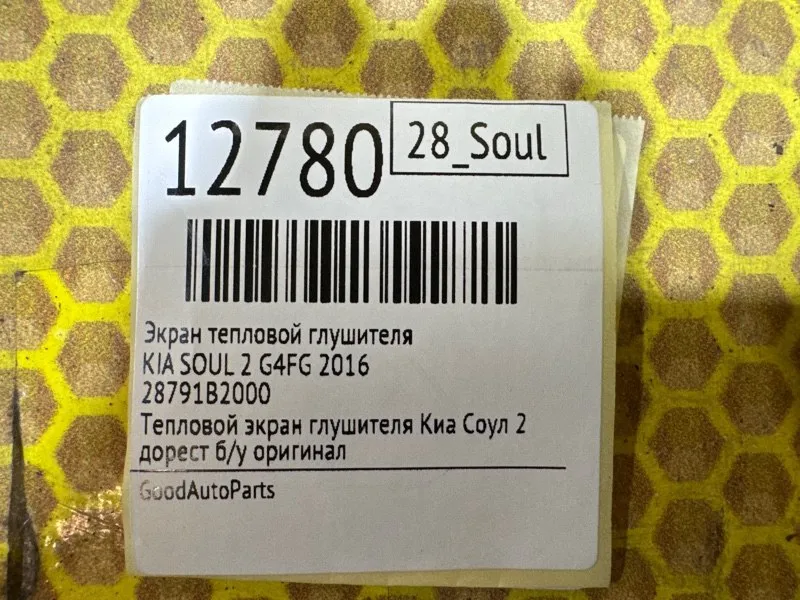 12780
28_Soul
Экран тепловой глушителя
KIA SOUL 2 G4FG 2016
28791B2000
Тепловой экран глушителя Киа Соул 2
дорест б/у оригинал
GoodAutoParts